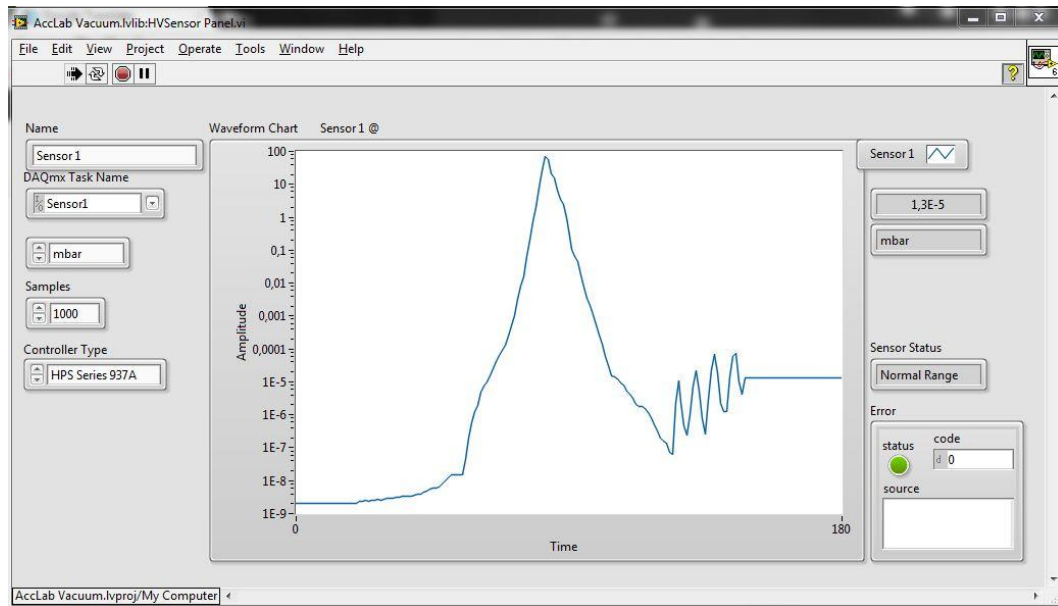 AccLab Vacuum.lvlib:HVSensor Panel.vi
File Edit View Project Operate Tools Window Help
6
Name
Sensor 1
DAQmx Task Name
Sensor1
mbar
Samples
1000
Controller Type
HPS Series 937A
Waveform Chart Sensor 1 @
Amplitude
100
10
1
0,1
0,01
0,001
0,0001
1E-5
1E-6
1E-7
1E-8
1E-9
0 180
Time
Sensor 1
1,3E-5
mbar
Sensor Status
Normal Range
Error
status code
d 0
source
AccLab Vacuum.lvproj/My Computer